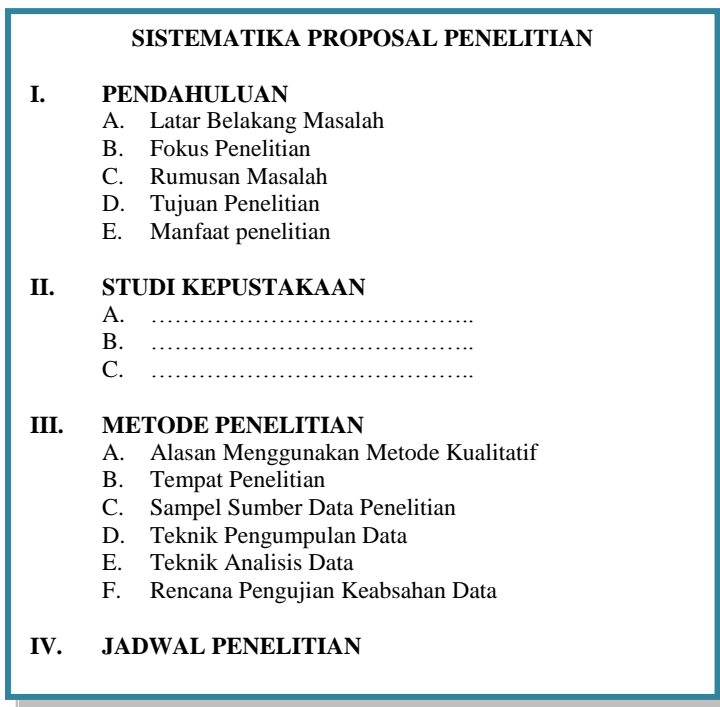 SISTEMATIKA PROPOSAL PENELITIAN
I. PENDAHULUAN
A. Latar Belakang Masalah
B. Fokus Penelitian
C. Rumusan Masalah
D. Tujuan Penelitian
E. Manfaat penelitian
II. STUDI KEPUSTAKAAN
A. …………………………………..
B. …………………………………..
C. …………………………………..
III. METODE PENELITIAN
A. Alasan Menggunakan Metode Kualitatif
B. Tempat Penelitian
C. Sampel Sumber Data Penelitian
D. Teknik Pengumpulan Data
E. Teknik Analisis Data
F. Rencana Pengujian Keabsahan Data
IV. JADWAL PENELITIAN